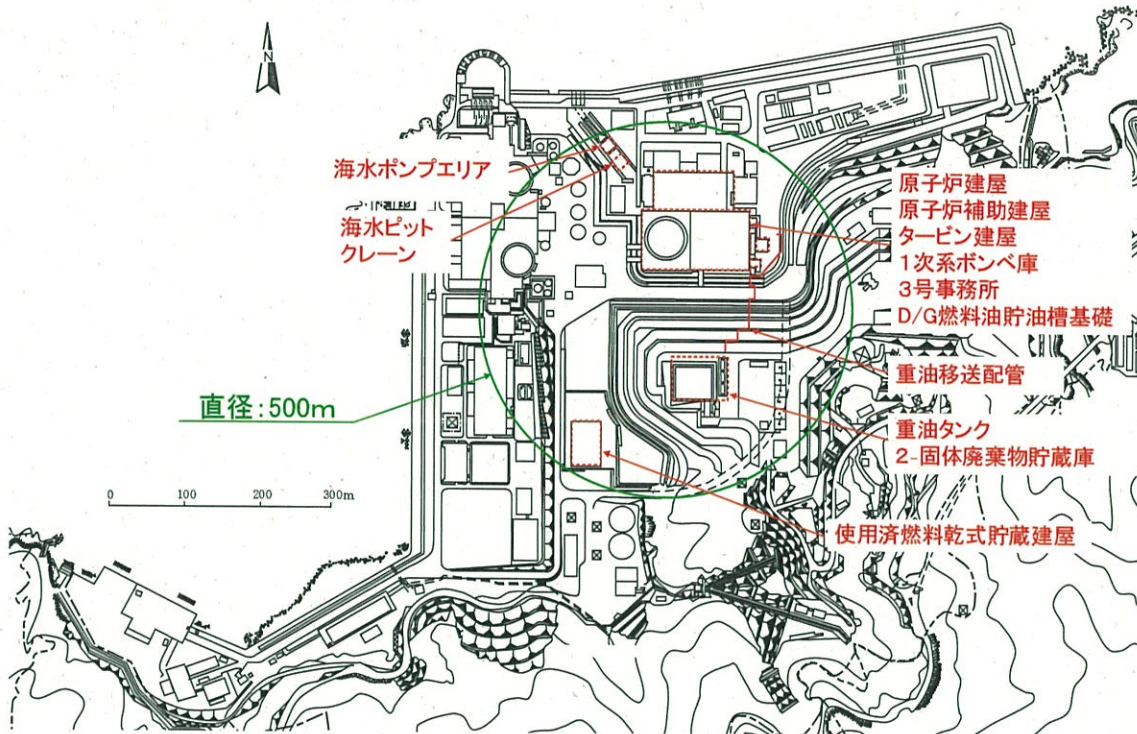 N
海水ポンプエリア
海水ピット
クレーン
原子炉建屋
原子炉補助建屋
タービン建屋
1次系ボンベ庫
3号事務所
D/G燃料油貯油槽基礎
重油移送配管
直径:500m
重油タンク
2-固体廃棄物貯蔵庫
0 100 200 300m
使用済燃料乾式貯蔵建屋